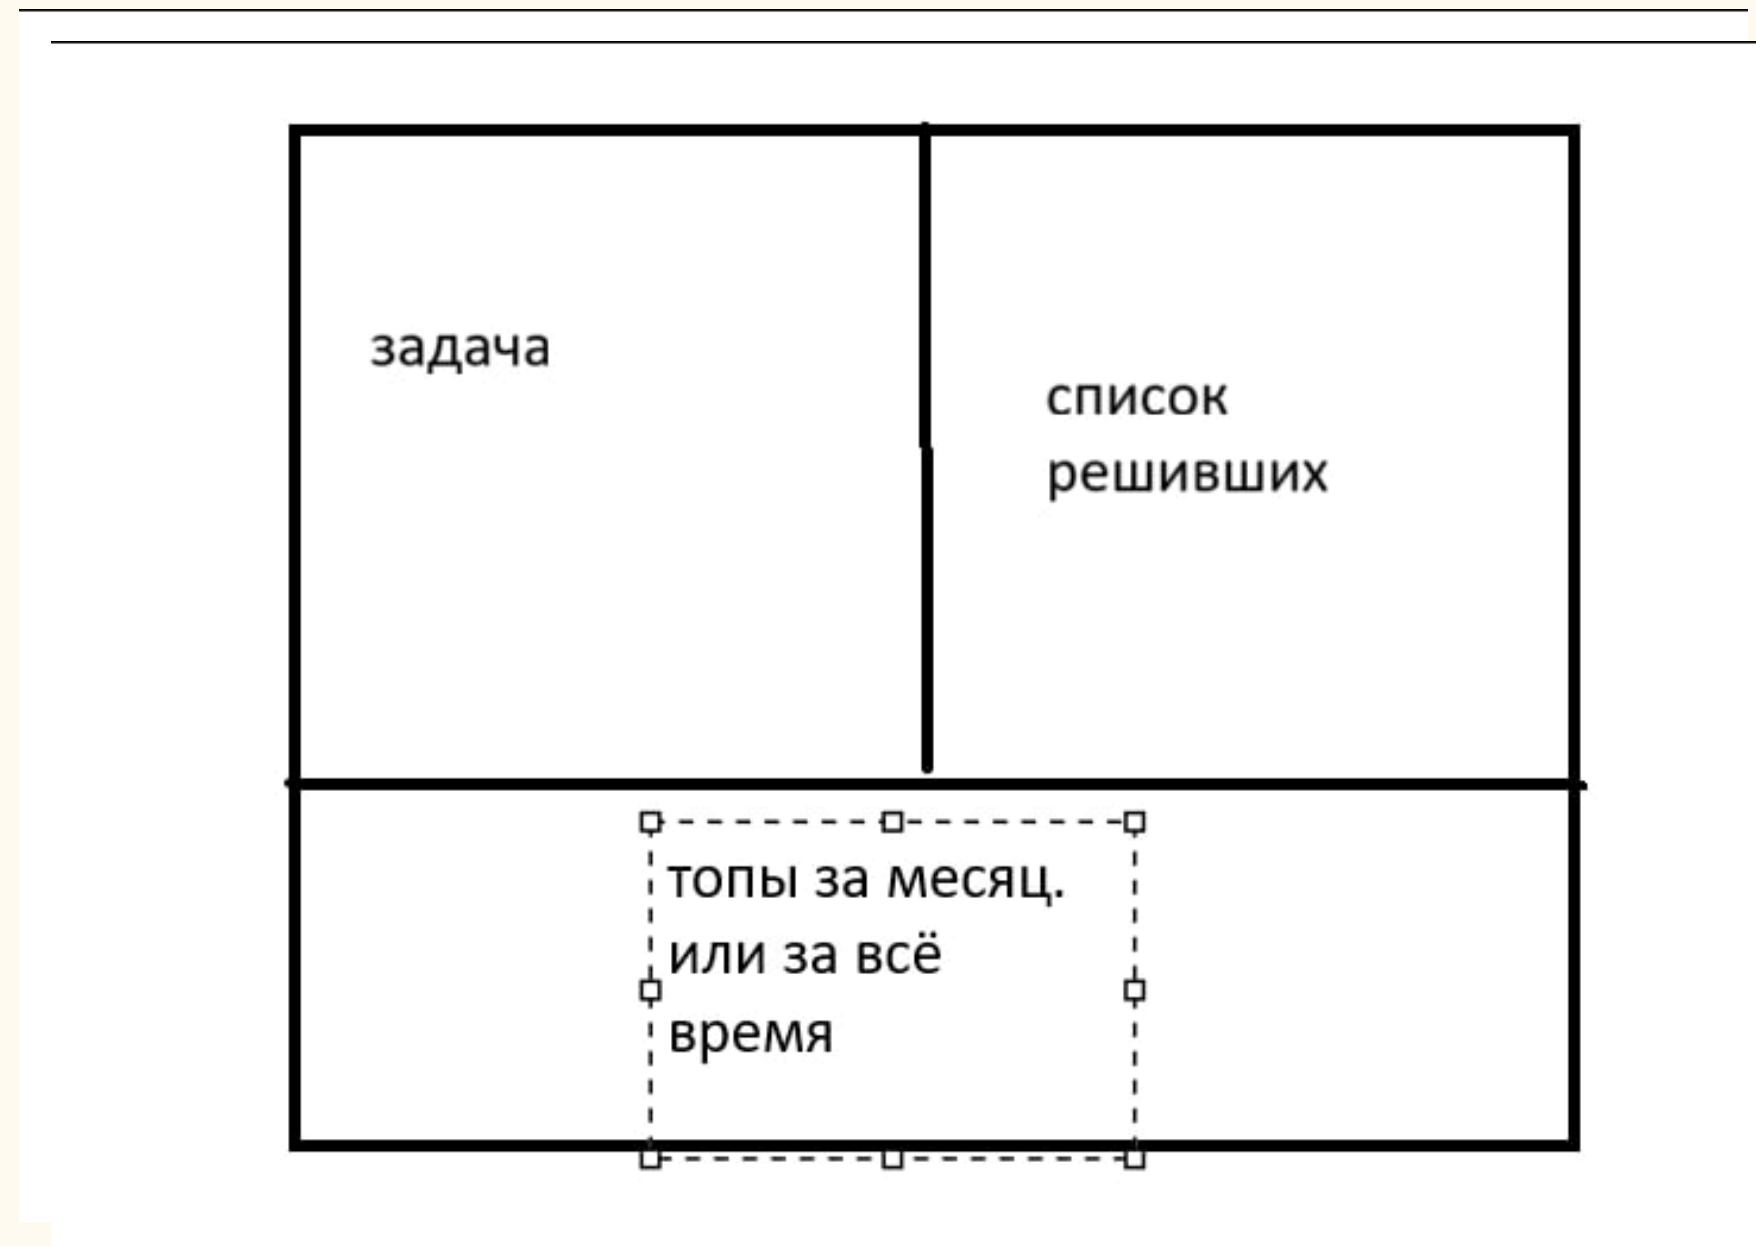 задача
список
решивших
топы за месяц.
или за всё
время